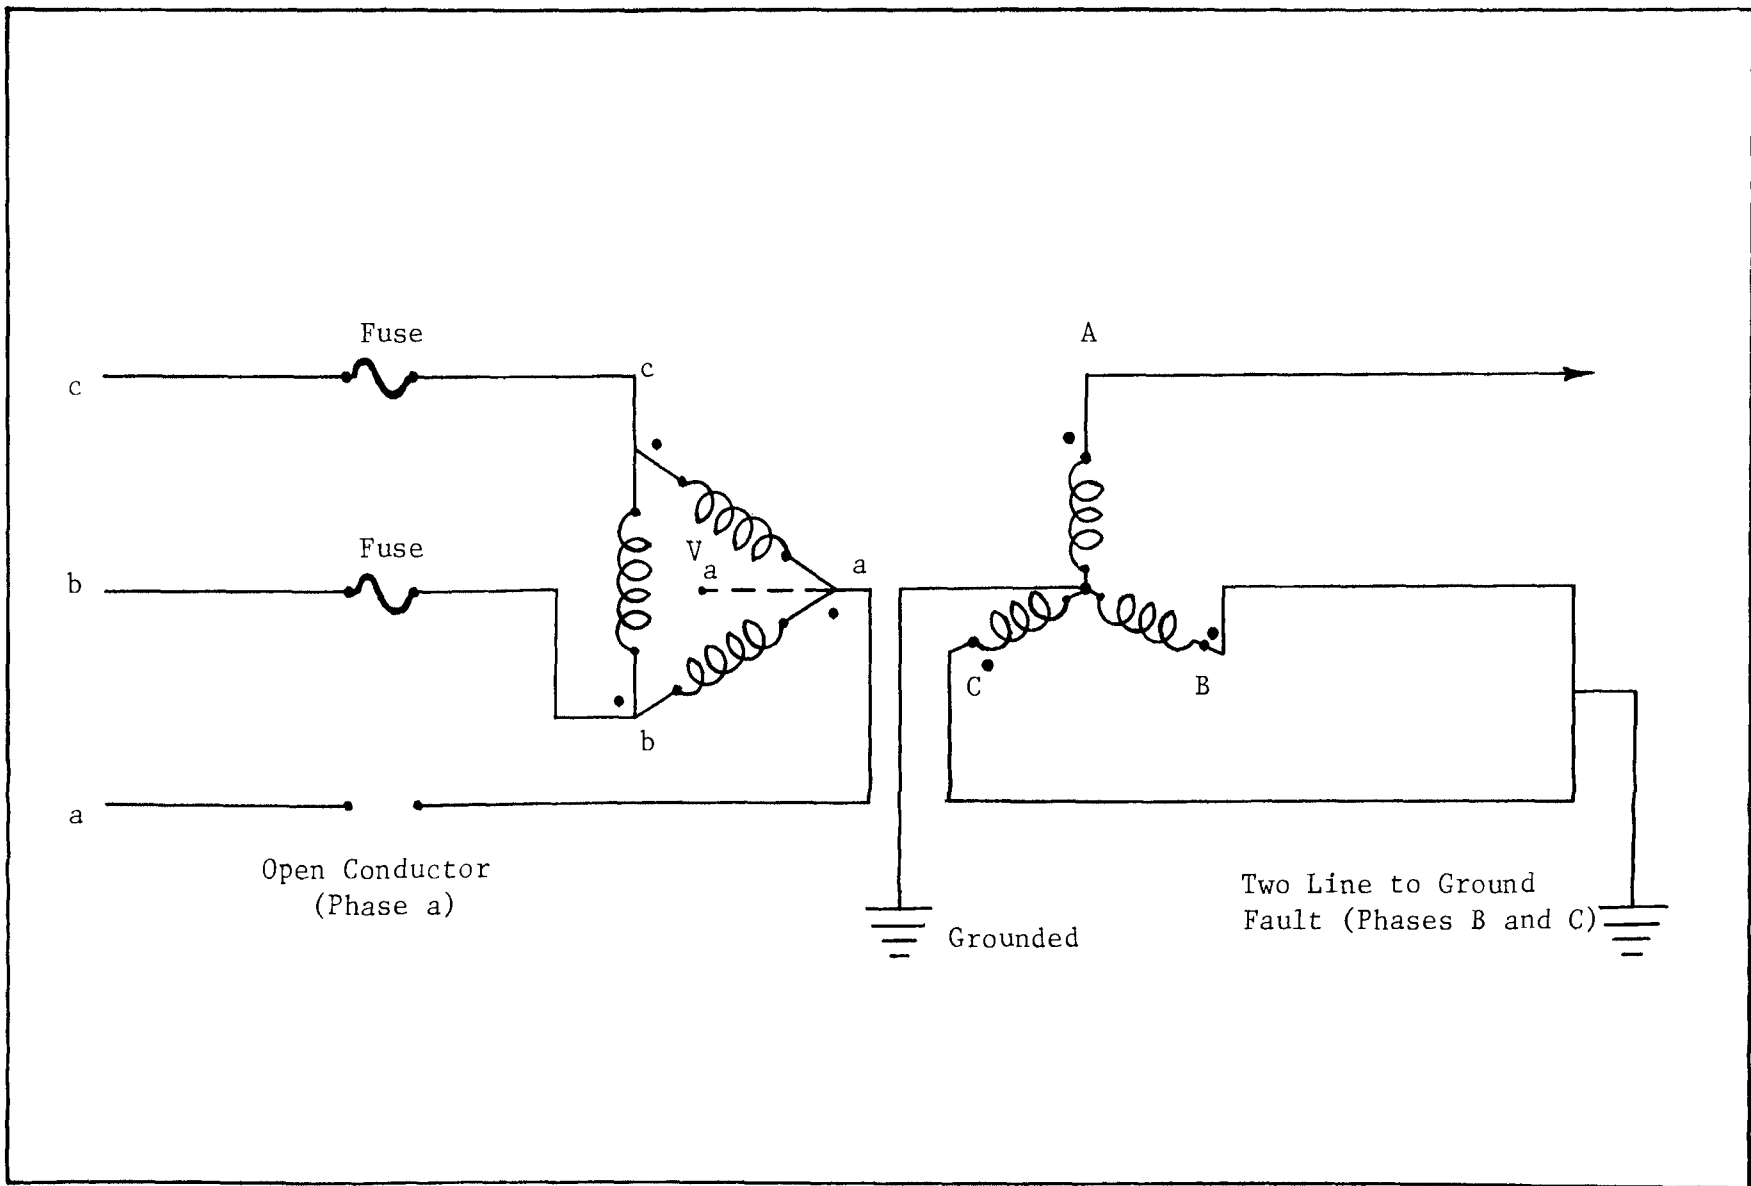 Fuse
c
c
A
Fuse
b
V
a
a
b
C
B
a
Open Conductor
(Phase a)
Grounded
Two Line to Ground
Fault (Phases B and C)